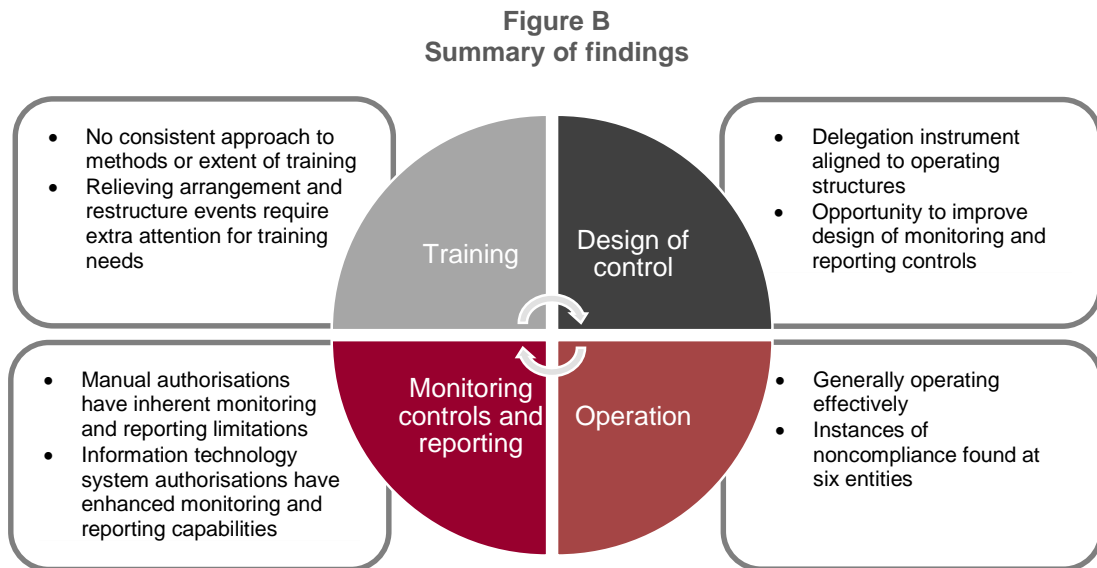 Figure B
Summary of findings
• No consistent approach to
methods or extent of training
• Relieving arrangement and
restructure events require
extra attention for training
needs
Training
Design of
control
• Delegation instrument
aligned to operating
structures
• Opportunity to improve
design of monitoring and
reporting controls
• Manual authorisations
have inherent monitoring
and reporting limitations
• Information technology
system authorisations have
enhanced monitoring and
reporting capabilities
Monitoring
controls and
reporting
Operation
• Generally operating
effectively
• Instances of
noncompliance found at
six entities